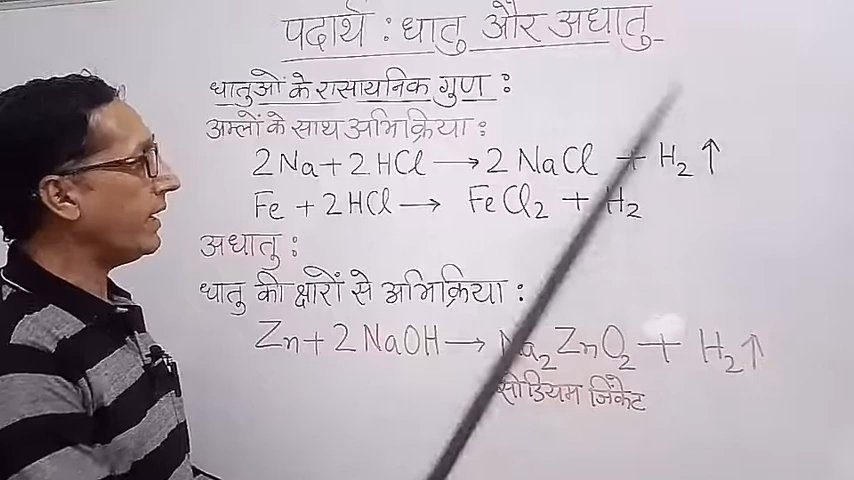 पदार्थ : धातु और अधातु
धातुओं के रासायनिक गुण :
अम्लों के साथ अभिक्रिया :
2Na + 2HCl → 2NaCl + H₂ ↑
Fe + 2HCl → FeCl₂ + H₂
अधातु :
धातु की क्षारों से अभिक्रिया :
Zn + 2NaOH → Na₂ZnO₂ + H₂ ↑
सोडियम जिंकेट